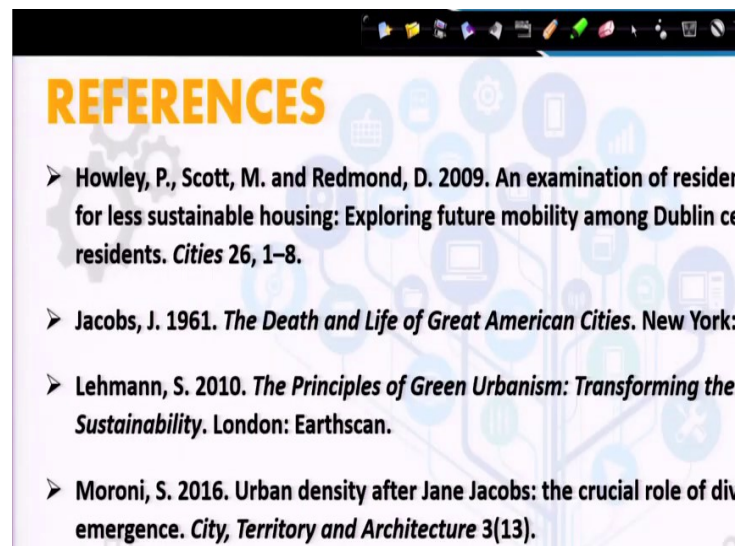 REFERENCES
➤ Howley, P., Scott, M. and Redmond, D. 2009. An examination of
for less sustainable housing: Exploring future mobility among Dublin
residents. Cities 26, 1–8.
➤ Jacobs, J. 1961. The Death and Life of Great American Cities. New York:
➤ Lehmann, S. 2010. The Principles of Green Urbanism: Transforming the
Sustainability. London: Earthscan.
➤ Moroni, S. 2016. Urban density after Jane Jacobs: the crucial role of
emergence. City, Territory and Architecture 3(13).